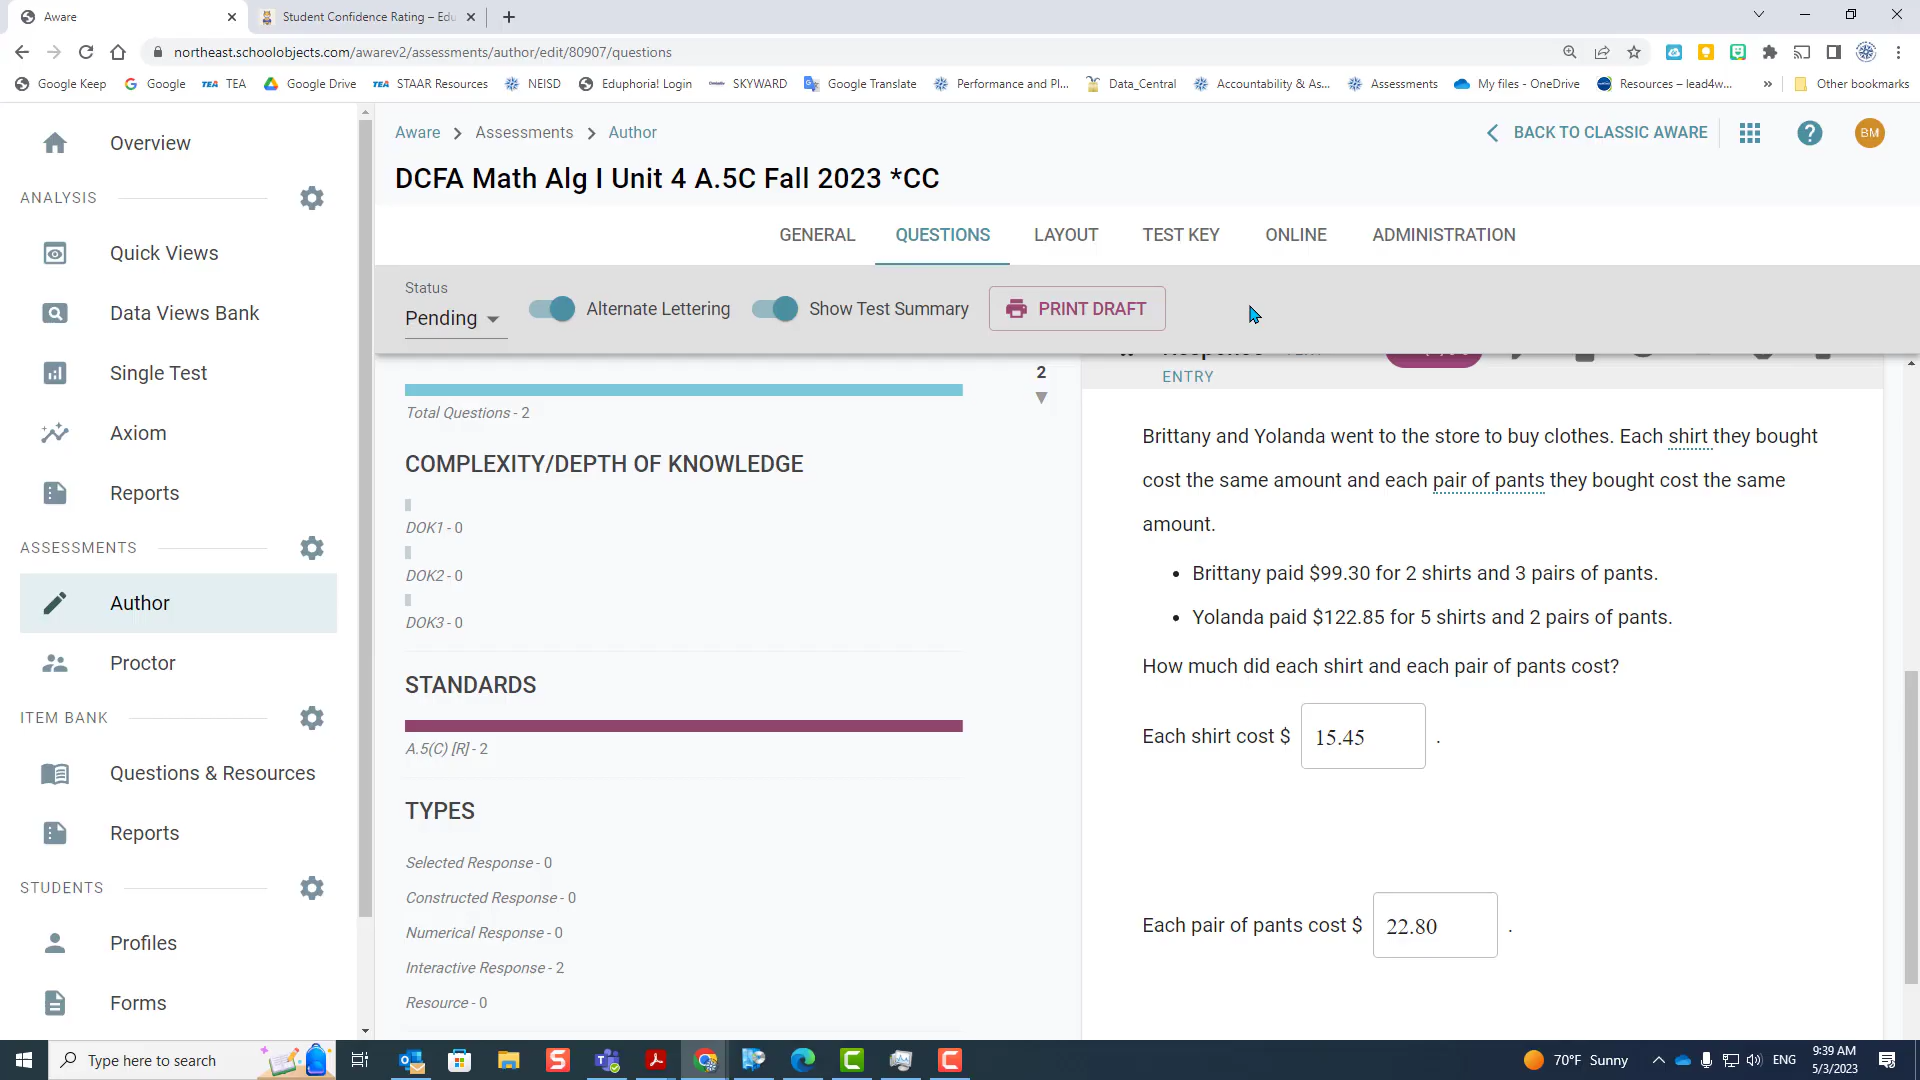 Aware
Student Confidence Rating – Edu
northeast.schoolobjects.com/awarev2/assessments/author/edit/80907/questions
Google Keep
Google
TEA
Google Drive
STAAR Resources
NEISD
Eduphoria! Login
SKYWARD
Google Translate
Performance and Pl...
Data_Central
Accountability & As...
Assessments
My files - OneDrive
Resources – lead4w...
»
Other bookmarks
Overview
ANALYSIS
Quick Views
Data Views Bank
Single Test
Axiom
Reports
ASSESSMENTS
Author
Proctor
ITEM BANK
Questions & Resources
Reports
STUDENTS
Profiles
Forms
Aware > Assessments > Author
BACK TO CLASSIC AWARE
BM
DCFA Math Alg I Unit 4 A.5C Fall 2023 *CC
GENERAL
QUESTIONS
LAYOUT
TEST KEY
ONLINE
ADMINISTRATION
Status
Pending
Alternate Lettering
Show Test Summary
PRINT DRAFT
Total Questions - 2
COMPLEXITY/DEPTH OF KNOWLEDGE
DOK1 - 0
DOK2 - 0
DOK3 - 0
STANDARDS
A.5(C) [R] - 2
TYPES
Selected Response - 0
Constructed Response - 0
Numerical Response - 0
Interactive Response - 2
Resource - 0
2
ENTRY
Brittany and Yolanda went to the store to buy clothes. Each shirt they bought
cost the same amount and each pair of pants they bought cost the same
amount.
• Brittany paid $99.30 for 2 shirts and 3 pairs of pants.
• Yolanda paid $122.85 for 5 shirts and 2 pairs of pants.
How much did each shirt and each pair of pants cost?
Each shirt cost $ 15.45 .
Each pair of pants cost $ 22.80 .
Type here to search
70°F Sunny
ENG
9:39 AM
5/3/2023